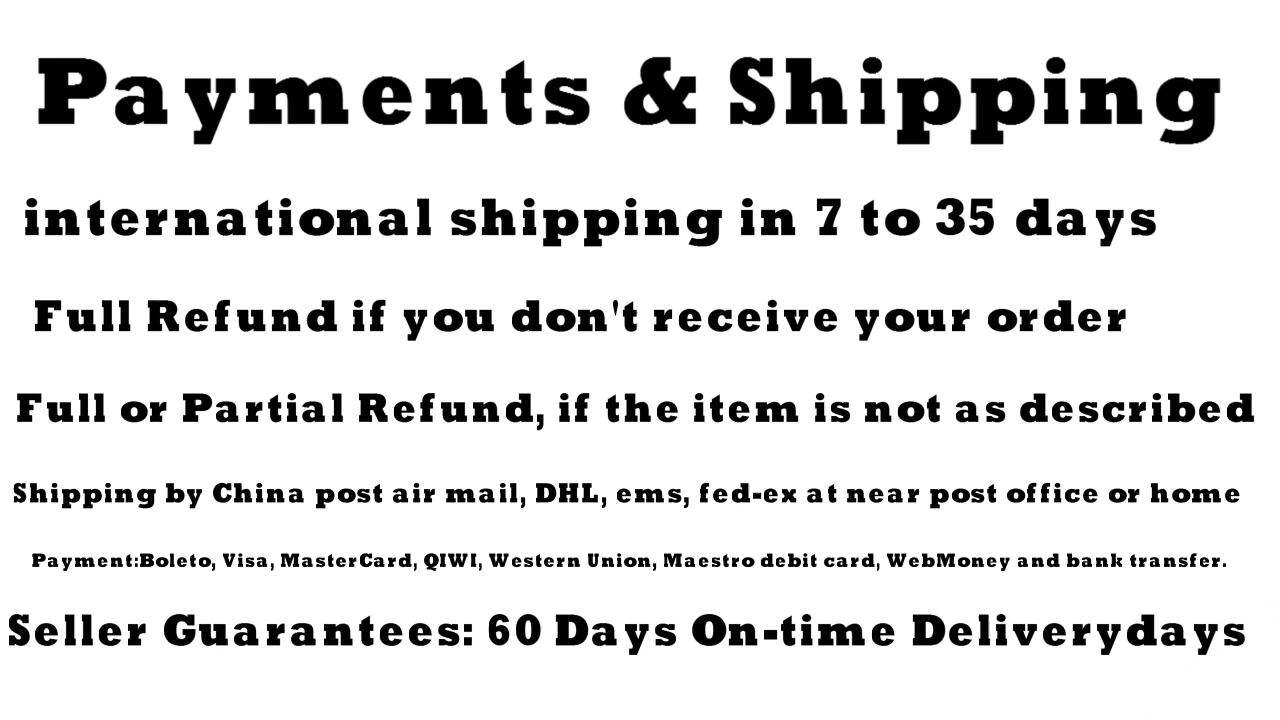 Payments & Shipping
international shipping in 7 to 35 days
Full Refund if you don't receive your order
Full or Partial Refund, if the item is not as described
Shipping by China post air mail, DHL, ems, fed-ex at near post office or home
Payment:Boleto, Visa, MasterCard, QIWI, Western Union, Maestro debit card, WebMoney and bank transfer.
Seller Guarantees: 60 Days On-time Deliverydays